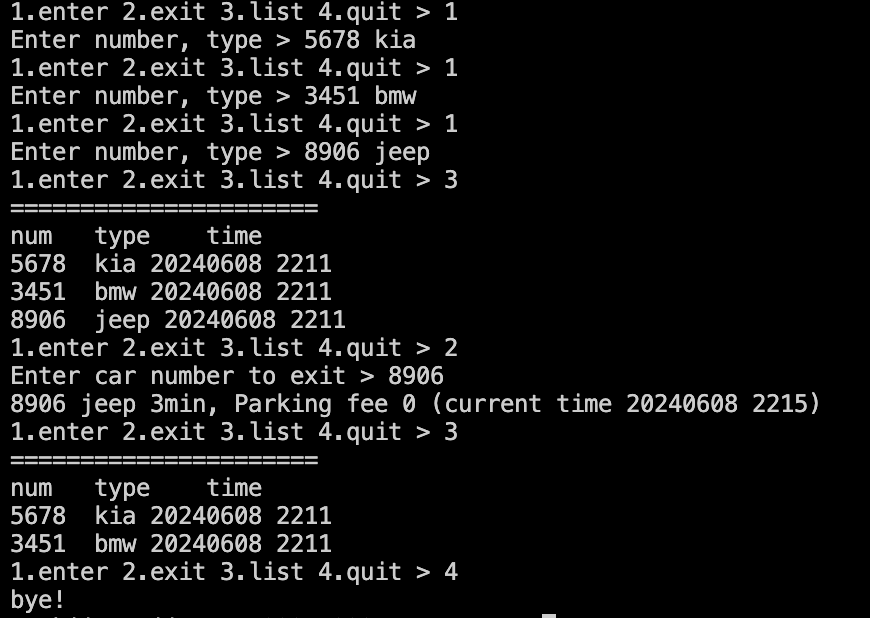 1.enter 2.exit 3.list 4.quit > 1
Enter number, type > 5678 kia
1.enter 2.exit 3.list 4.quit > 1
Enter number, type > 3451 bmw
1.enter 2.exit 3.list 4.quit > 1
Enter number, type > 8906 jeep
1.enter 2.exit 3.list 4.quit > 3
======================
num   type    time
5678  kia 20240608 2211
3451  bmw 20240608 2211
8906  jeep 20240608 2211
1.enter 2.exit 3.list 4.quit > 2
Enter car number to exit > 8906
8906 jeep 3min, Parking fee 0 (current time 20240608 2215)
1.enter 2.exit 3.list 4.quit > 3
======================
num   type    time
5678  kia 20240608 2211
3451  bmw 20240608 2211
1.enter 2.exit 3.list 4.quit > 4
bye!